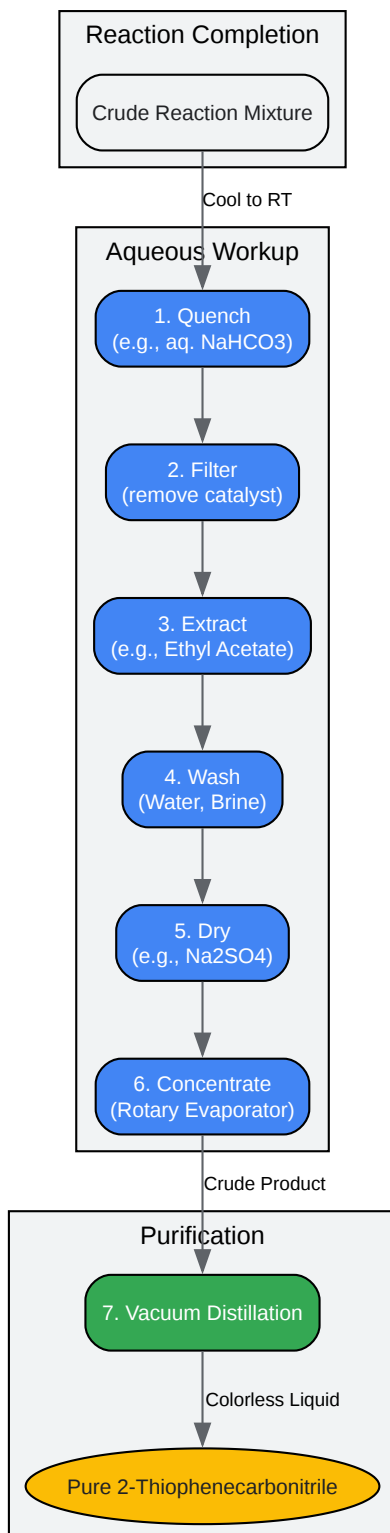 Reaction Completion
Crude Reaction Mixture
Cool to RT
Aqueous Workup
1. Quench
(e.g., aq. NaHCO3)
2. Filter
(remove catalyst)
3. Extract
(e.g., Ethyl Acetate)
4. Wash
(Water, Brine)
5. Dry
(e.g., Na2SO4)
6. Concentrate
(Rotary Evaporator)
Crude Product
Purification
7. Vacuum Distillation
Colorless Liquid
Pure 2-Thiophenecarbonitrile